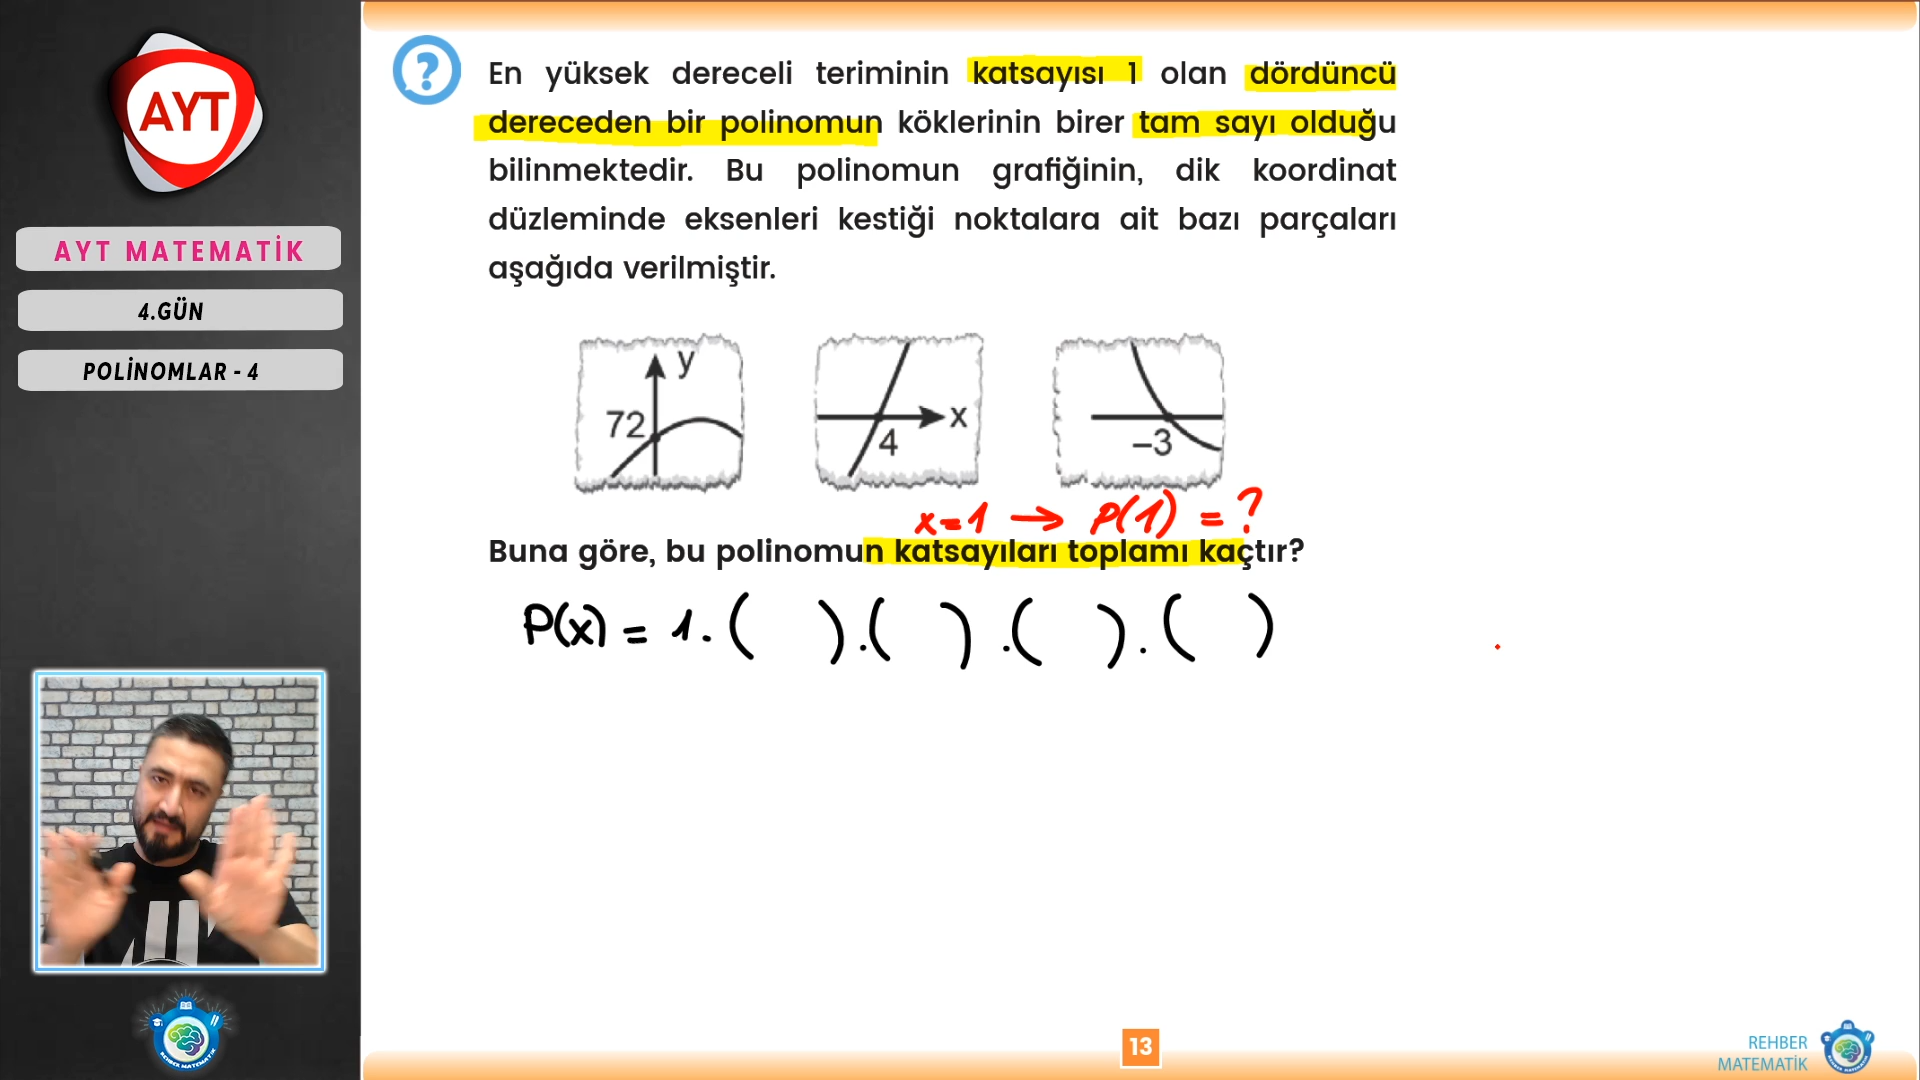 AYT
AYT MATEMATİK
4.GÜN
POLİNOMLAR - 4
?
En yüksek dereceli teriminin katsayısı 1 olan dördüncü
dereceden bir polinomun köklerinin birer tam sayı olduğu
bilinmektedir. Bu polinomun grafiğinin, dik koordinat
düzleminde eksenleri kestiği noktalara ait bazı parçaları
aşağıda verilmiştir.
y
72
x
4
-3
x=1 → P(1) = ?
Buna göre, bu polinomun katsayıları toplamı kaçtır?
P(x) = 1.( ).( ).( ).( )
13
REHBER
MATEMATİK
REHBER MATEMATİK